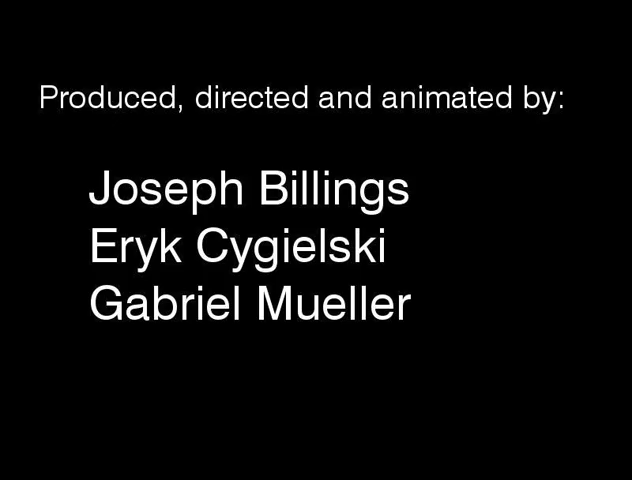 Produced, directed and animated by:
Joseph Billings
Eryk Cygielski
Gabriel Mueller